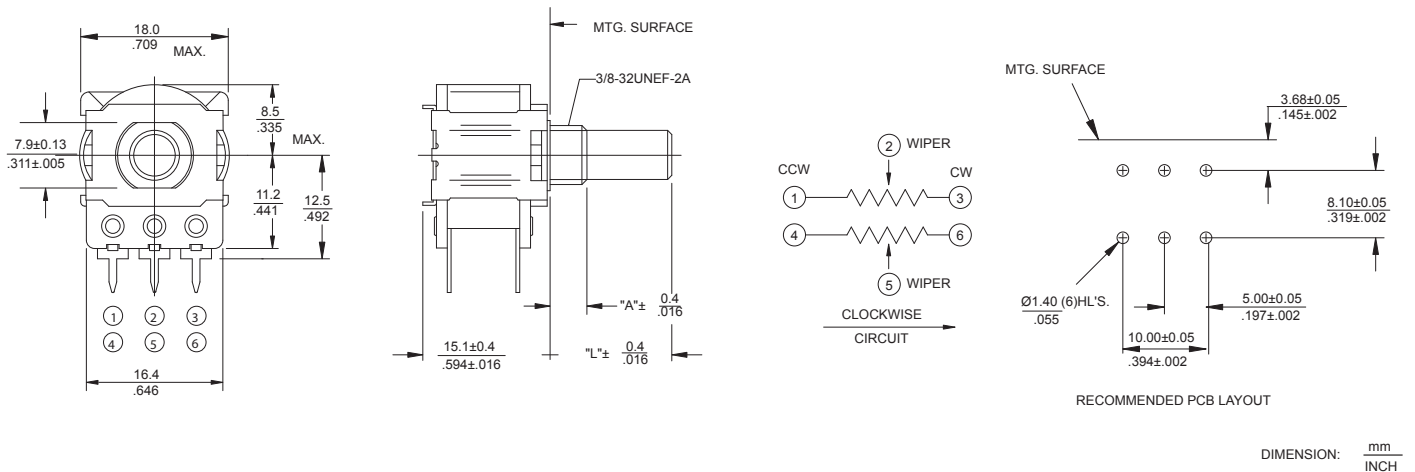 18.0
.709
MAX.
8.5
.335
MAX.
7.9±0.13
.311±.005
11.2
.441
12.5
.492
1 2 3
4 5 6
16.4
.646
MTG. SURFACE
3/8-32UNEF-2A
"A"± 0.4
.016
15.1±0.4
.594±.016
"L"± 0.4
.016
2 WIPER
CCW
CW
1
3
4
6
5 WIPER
CLOCKWISE
CIRCUIT
MTG. SURFACE
3.68±0.05
.145±.002
8.10±0.05
.319±.002
Ø1.40 (6)HL'S.
.055
5.00±0.05
.197±.002
10.00±0.05
.394±.002
RECOMMENDED PCB LAYOUT
DIMENSION: mm
INCH